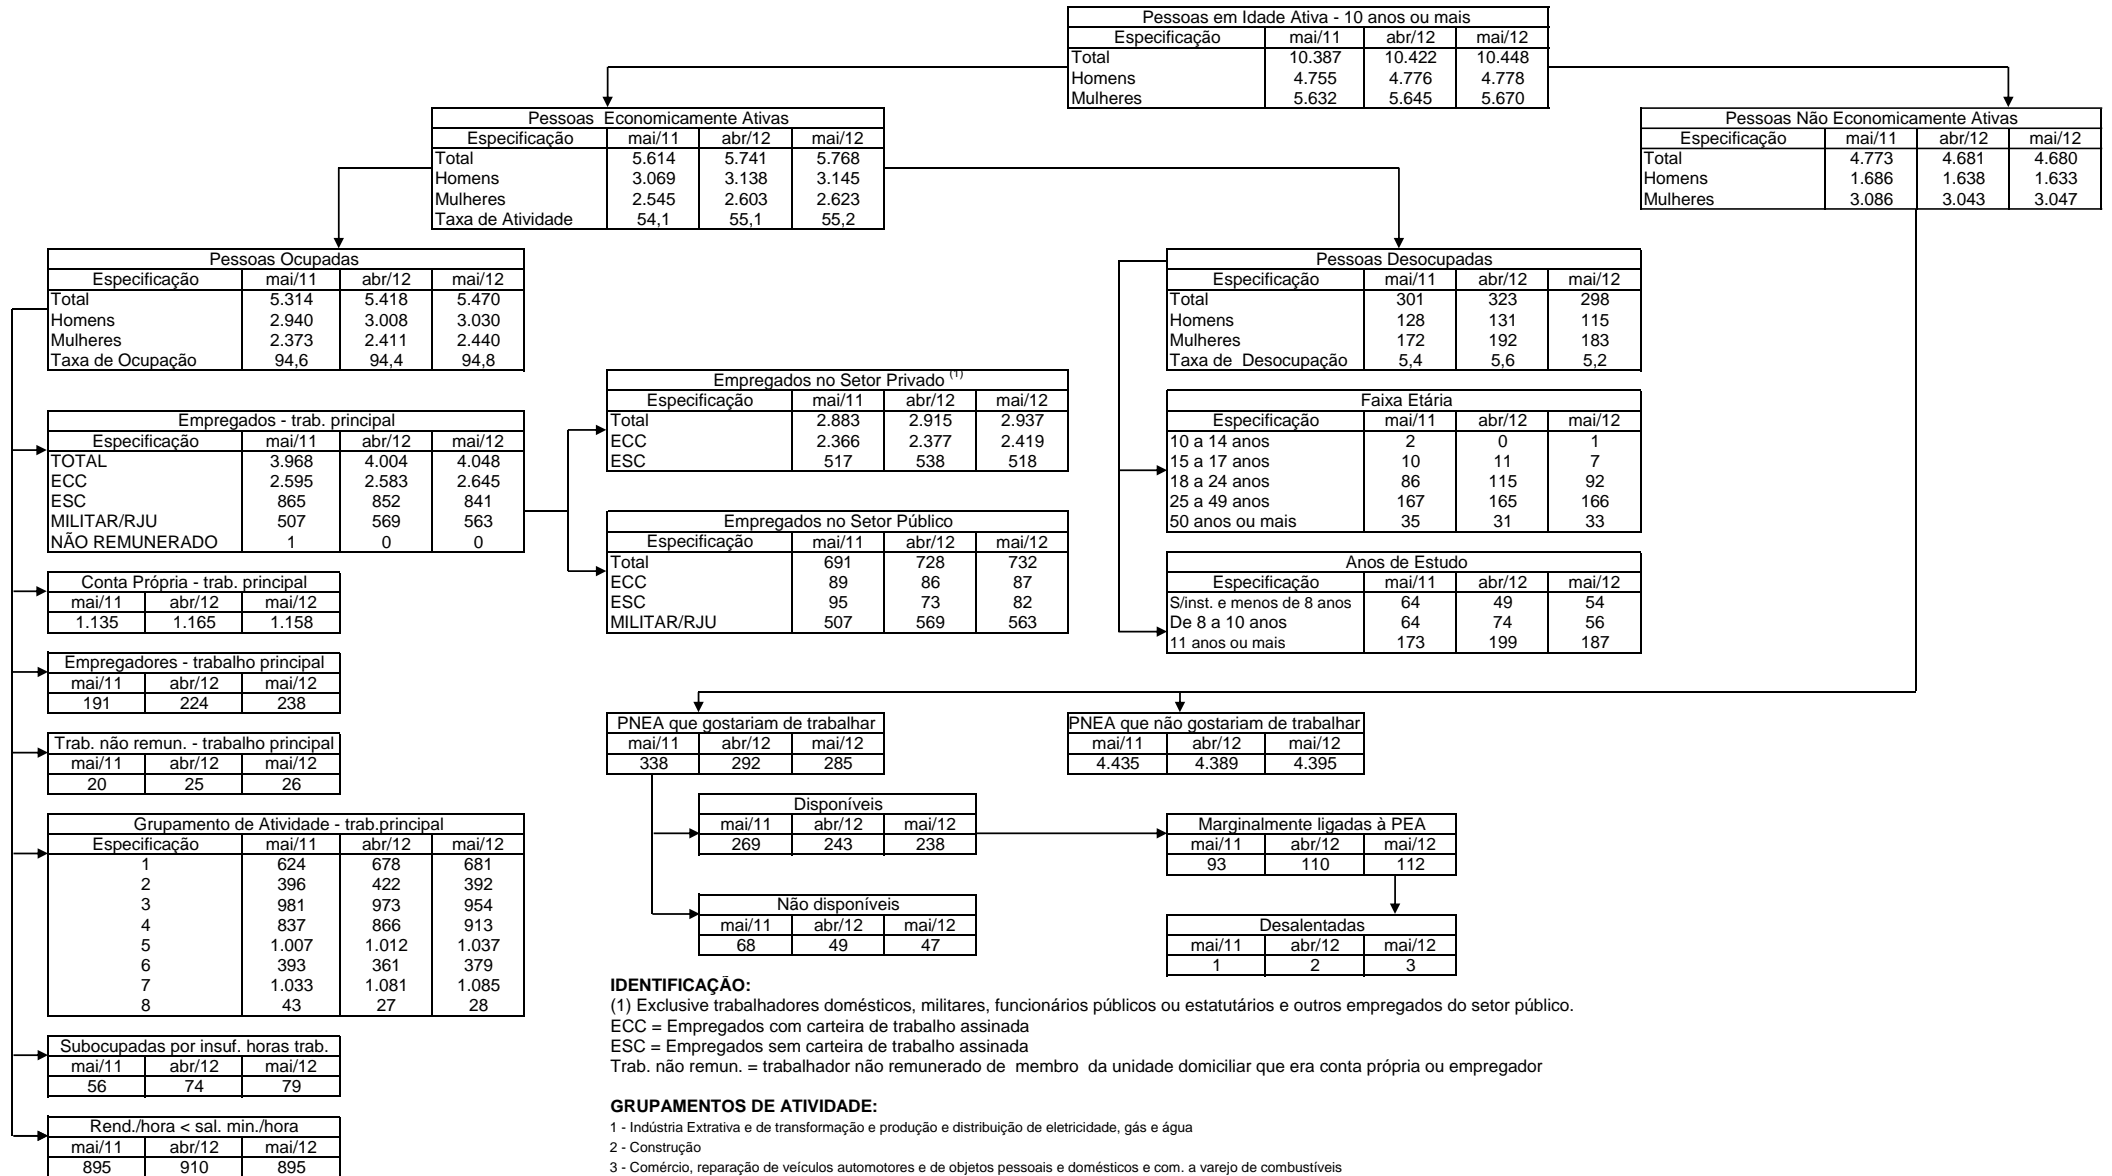 Pessoas em Idade Ativa - 10 anos ou mais
Especificação mai/11 abr/12 mai/12
Total 10.387 10.422 10.448
Homens 4.755 4.776 4.778
Mulheres 5.632 5.645 5.670
Pessoas Economicamente Ativas
Especificação mai/11 abr/12 mai/12
Total 5.614 5.741 5.768
Homens 3.069 3.138 3.145
Mulheres 2.545 2.603 2.623
Taxa de Atividade 54,1 55,1 55,2
Pessoas Não Economicamente Ativas
Especificação mai/11 abr/12 mai/12
Total 4.773 4.681 4.680
Homens 1.686 1.638 1.633
Mulheres 3.086 3.043 3.047
Pessoas Ocupadas
Especificação mai/11 abr/12 mai/12
Total 5.314 5.418 5.470
Homens 2.940 3.008 3.030
Mulheres 2.373 2.411 2.440
Taxa de Ocupação 94,6 94,4 94,8
Pessoas Desocupadas
Especificação mai/11 abr/12 mai/12
Total 301 323 298
Homens 128 131 115
Mulheres 172 192 183
Taxa de Desocupação 5,4 5,6 5,2
Empregados - trab. principal
Especificação mai/11 abr/12 mai/12
TOTAL 3.968 4.004 4.048
ECC 2.595 2.583 2.645
ESC 865 852 841
MILITAR/RJU 507 569 563
NÃO REMUNERADO 1 0 0
Empregados no Setor Privado (1)
Especificação mai/11 abr/12 mai/12
Total 2.883 2.915 2.937
ECC 2.366 2.377 2.419
ESC 517 538 518
Faixa Etária
Especificação mai/11 abr/12 mai/12
10 a 14 anos 2 0 1
15 a 17 anos 10 11 7
18 a 24 anos 86 115 92
25 a 49 anos 167 165 166
50 anos ou mais 35 31 33
Empregados no Setor Público
Especificação mai/11 abr/12 mai/12
Total 691 728 732
ECC 89 86 87
ESC 95 73 82
MILITAR/RJU 507 569 563
Anos de Estudo
Especificação mai/11 abr/12 mai/12
S/inst. e menos de 8 anos 64 49 54
De 8 a 10 anos 64 74 56
11 anos ou mais 173 199 187
Conta Própria - trab. principal
mai/11 abr/12 mai/12
1.135 1.165 1.158
Empregadores - trabalho principal
mai/11 abr/12 mai/12
191 224 238
Trab. não remun. - trabalho principal
mai/11 abr/12 mai/12
20 25 26
PNEA que gostariam de trabalhar
mai/11 abr/12 mai/12
338 292 285
PNEA que não gostariam de trabalhar
mai/11 abr/12 mai/12
4.435 4.389 4.395
Disponíveis
mai/11 abr/12 mai/12
269 243 238
Marginalmente ligadas à PEA
mai/11 abr/12 mai/12
93 110 112
Não disponíveis
mai/11 abr/12 mai/12
68 49 47
Desalentadas
mai/11 abr/12 mai/12
1 2 3
Grupamento de Atividade - trab.principal
Especificação mai/11 abr/12 mai/12
1 624 678 681
2 396 422 392
3 981 973 954
4 837 866 913
5 1.007 1.012 1.037
6 393 361 379
7 1.033 1.081 1.085
8 43 27 28
Subocupadas por insuf. horas trab.
mai/11 abr/12 mai/12
56 74 79
Rend./hora < sal. min./hora
mai/11 abr/12 mai/12
895 910 895
IDENTIFICAÇÃO:
(1) Exclusive trabalhadores domésticos, militares, funcionários públicos ou estatutários e outros empregados do setor público.
ECC = Empregados com carteira de trabalho assinada
ESC = Empregados sem carteira de trabalho assinada
Trab. não remun. = trabalhador não remunerado de membro da unidade domiciliar que era conta própria ou empregador
GRUPAMENTOS DE ATIVIDADE:
1 - Indústria Extrativa e de transformação e produção e distribuição de eletricidade, gás e água
2 - Construção
3 - Comércio, reparação de veículos automotores e de objetos pessoais e domésticos e com. a varejo de combustíveis